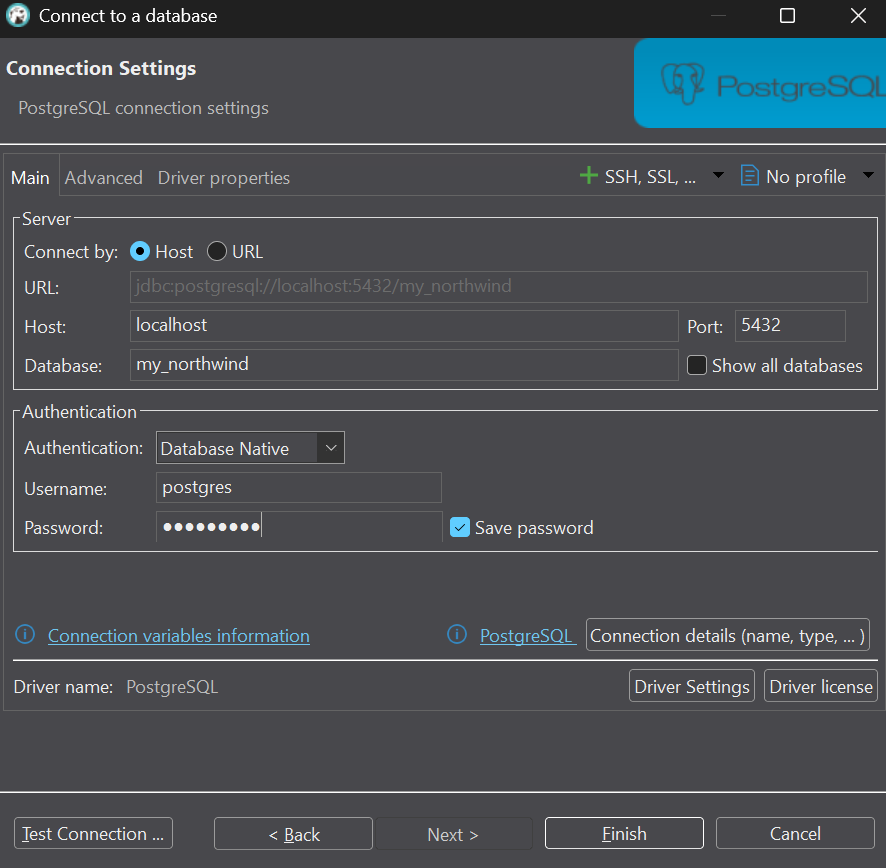 Connect to a database
Connection Settings
PostgreSQL connection settings
PostgreSQL
Main Advanced Driver properties SSH, SSL, ... No profile
Server
Connect by: Host URL
URL: jdbc:postgresql://localhost:5432/my_northwind
Host: localhost Port: 5432
Database: my_northwind Show all databases
Authentication
Authentication: Database Native
Username: postgres
Password: ●●●●●●●●● Save password
Connection variables information PostgreSQL Connection details (name, type, ... )
Driver name: PostgreSQL Driver Settings Driver license
Test Connection ... < Back Next > Finish Cancel